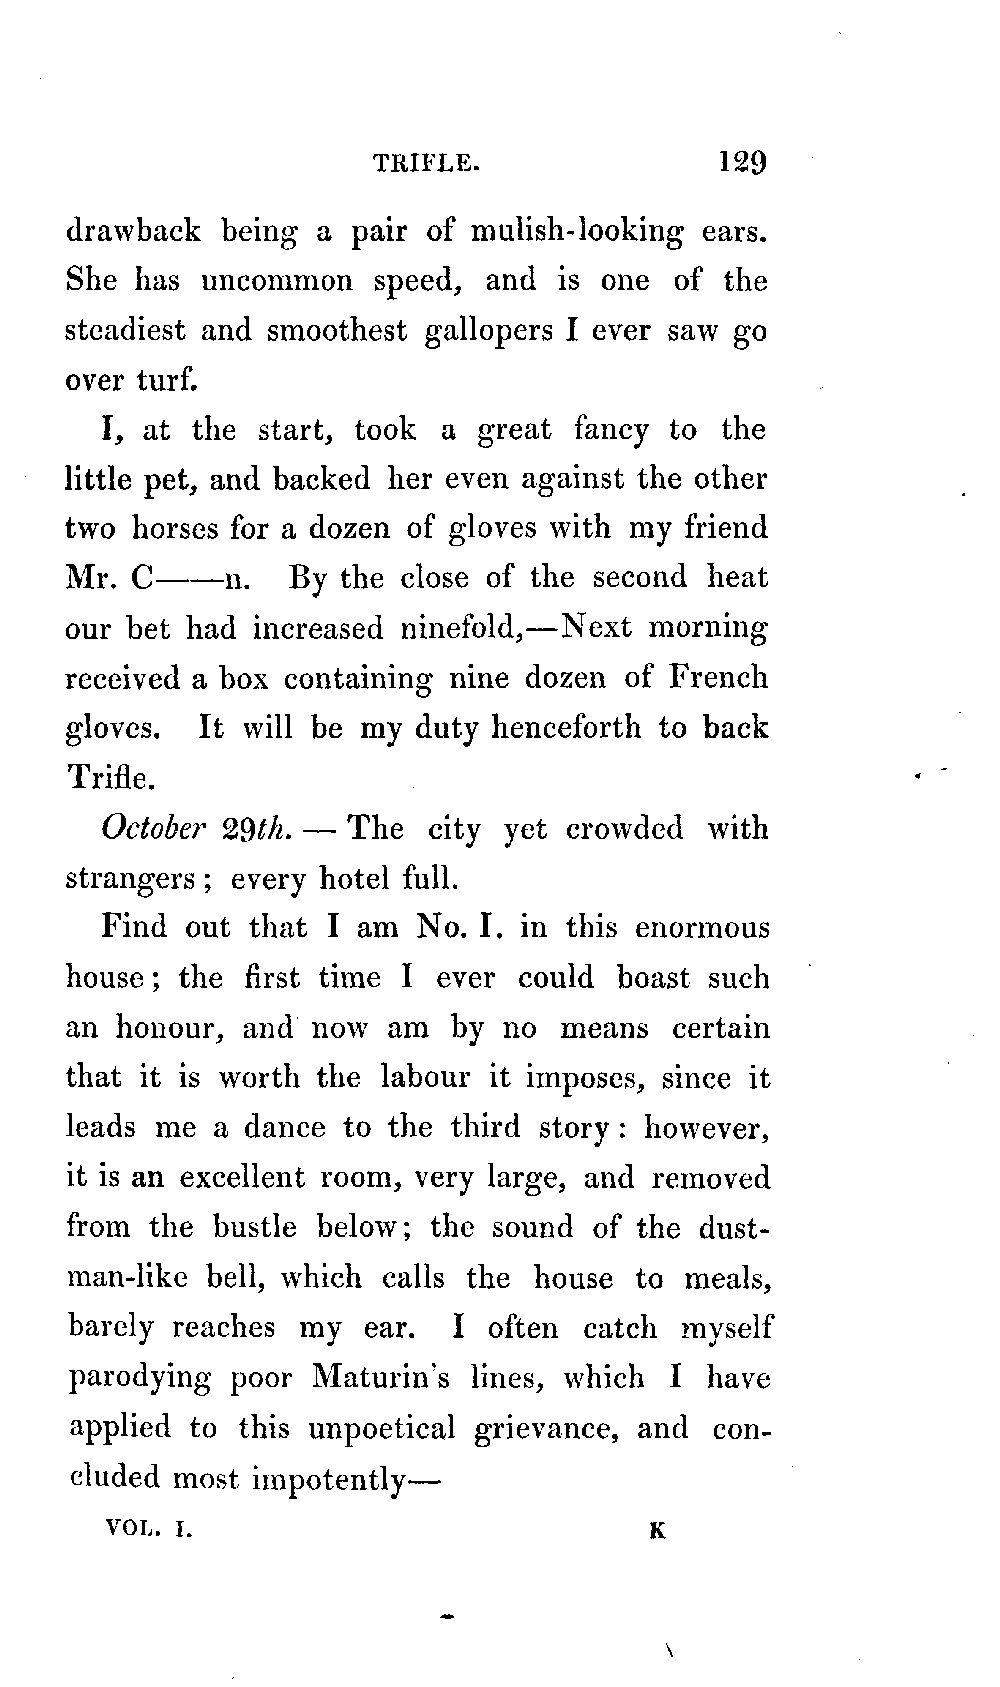 TRIFLE. 129
drawback being a pair of mulish-looking ears.
She has uncommon speed, and is one of the
steadiest and smoothest gallopers I ever saw go
over turf.
I, at the start, took a great fancy to the
little pet, and backed her even against the other
two horses for a dozen of gloves with my friend
Mr. C——n. By the close of the second heat
our bet had increased ninefold,—Next morning
received a box containing nine dozen of French
gloves. It will be my duty henceforth to back
Trifle.
October 29th. — The city yet crowded with
strangers; every hotel full.
Find out that I am No. I. in this enormous
house; the first time I ever could boast such
an honour, and now am by no means certain
that it is worth the labour it imposes, since it
leads me a dance to the third story: however,
it is an excellent room, very large, and removed
from the bustle below; the sound of the dust-
man-like bell, which calls the house to meals,
barely reaches my ear. I often catch myself
parodying poor Maturin's lines, which I have
applied to this unpoetical grievance, and con-
cluded most impotently—
VOL. I. K